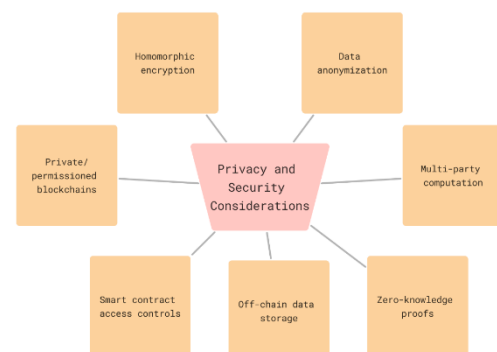 Homomorphic
encryption
Data
anonymization
Private/
permissioned
blockchains
Privacy and
Security
Considerations
Multi-party
computation
Smart contract
access controls
Off-chain data
storage
Zero-knowledge
proofs